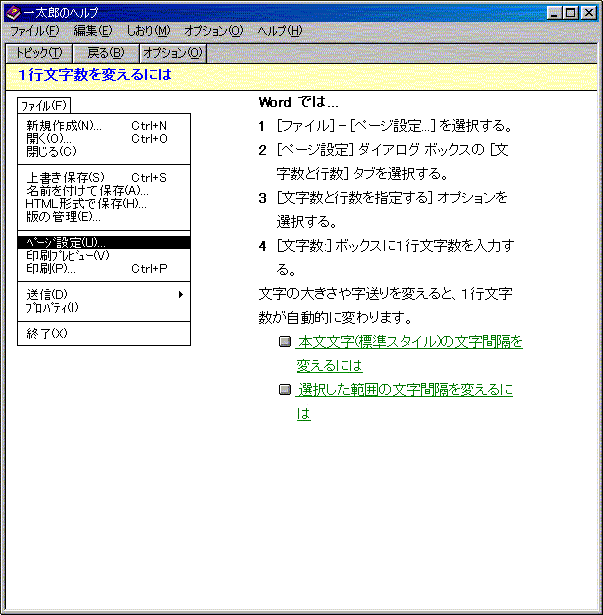 一太郎のヘルプ
ファイル(F) 編集(E) しおり(M) オプション(O) ヘルプ(H)
トピック(T) 戻る(B) オプション(O)
1行文字数を変えるには
ファイル(F)
新規作成(N)... Ctrl+N
開く(O)... Ctrl+O
閉じる(C)
上書き保存(S) Ctrl+S
名前を付けて保存(A)...
HTML形式で保存(H)...
版の管理(E)...
ページ設定(U)...
印刷プレビュー(V)
印刷(P)... Ctrl+P
送信(D)
プロパティ(I)
終了(X)
Word では...
1 [ファイル]－[ページ設定...] を選択する。
2 [ページ設定] ダイアログ ボックスの [文
字数と行数] タブを選択する。
3 [文字数と行数を指定する] オプションを
選択する。
4 [文字数:] ボックスに1行文字数を入力す
る。
文字の大きさや字送りを変えると、1行文字
数が自動的に変わります。
本文文字(標準スタイル)の文字間隔を
変えるには
選択した範囲の文字間隔を変えるに
は